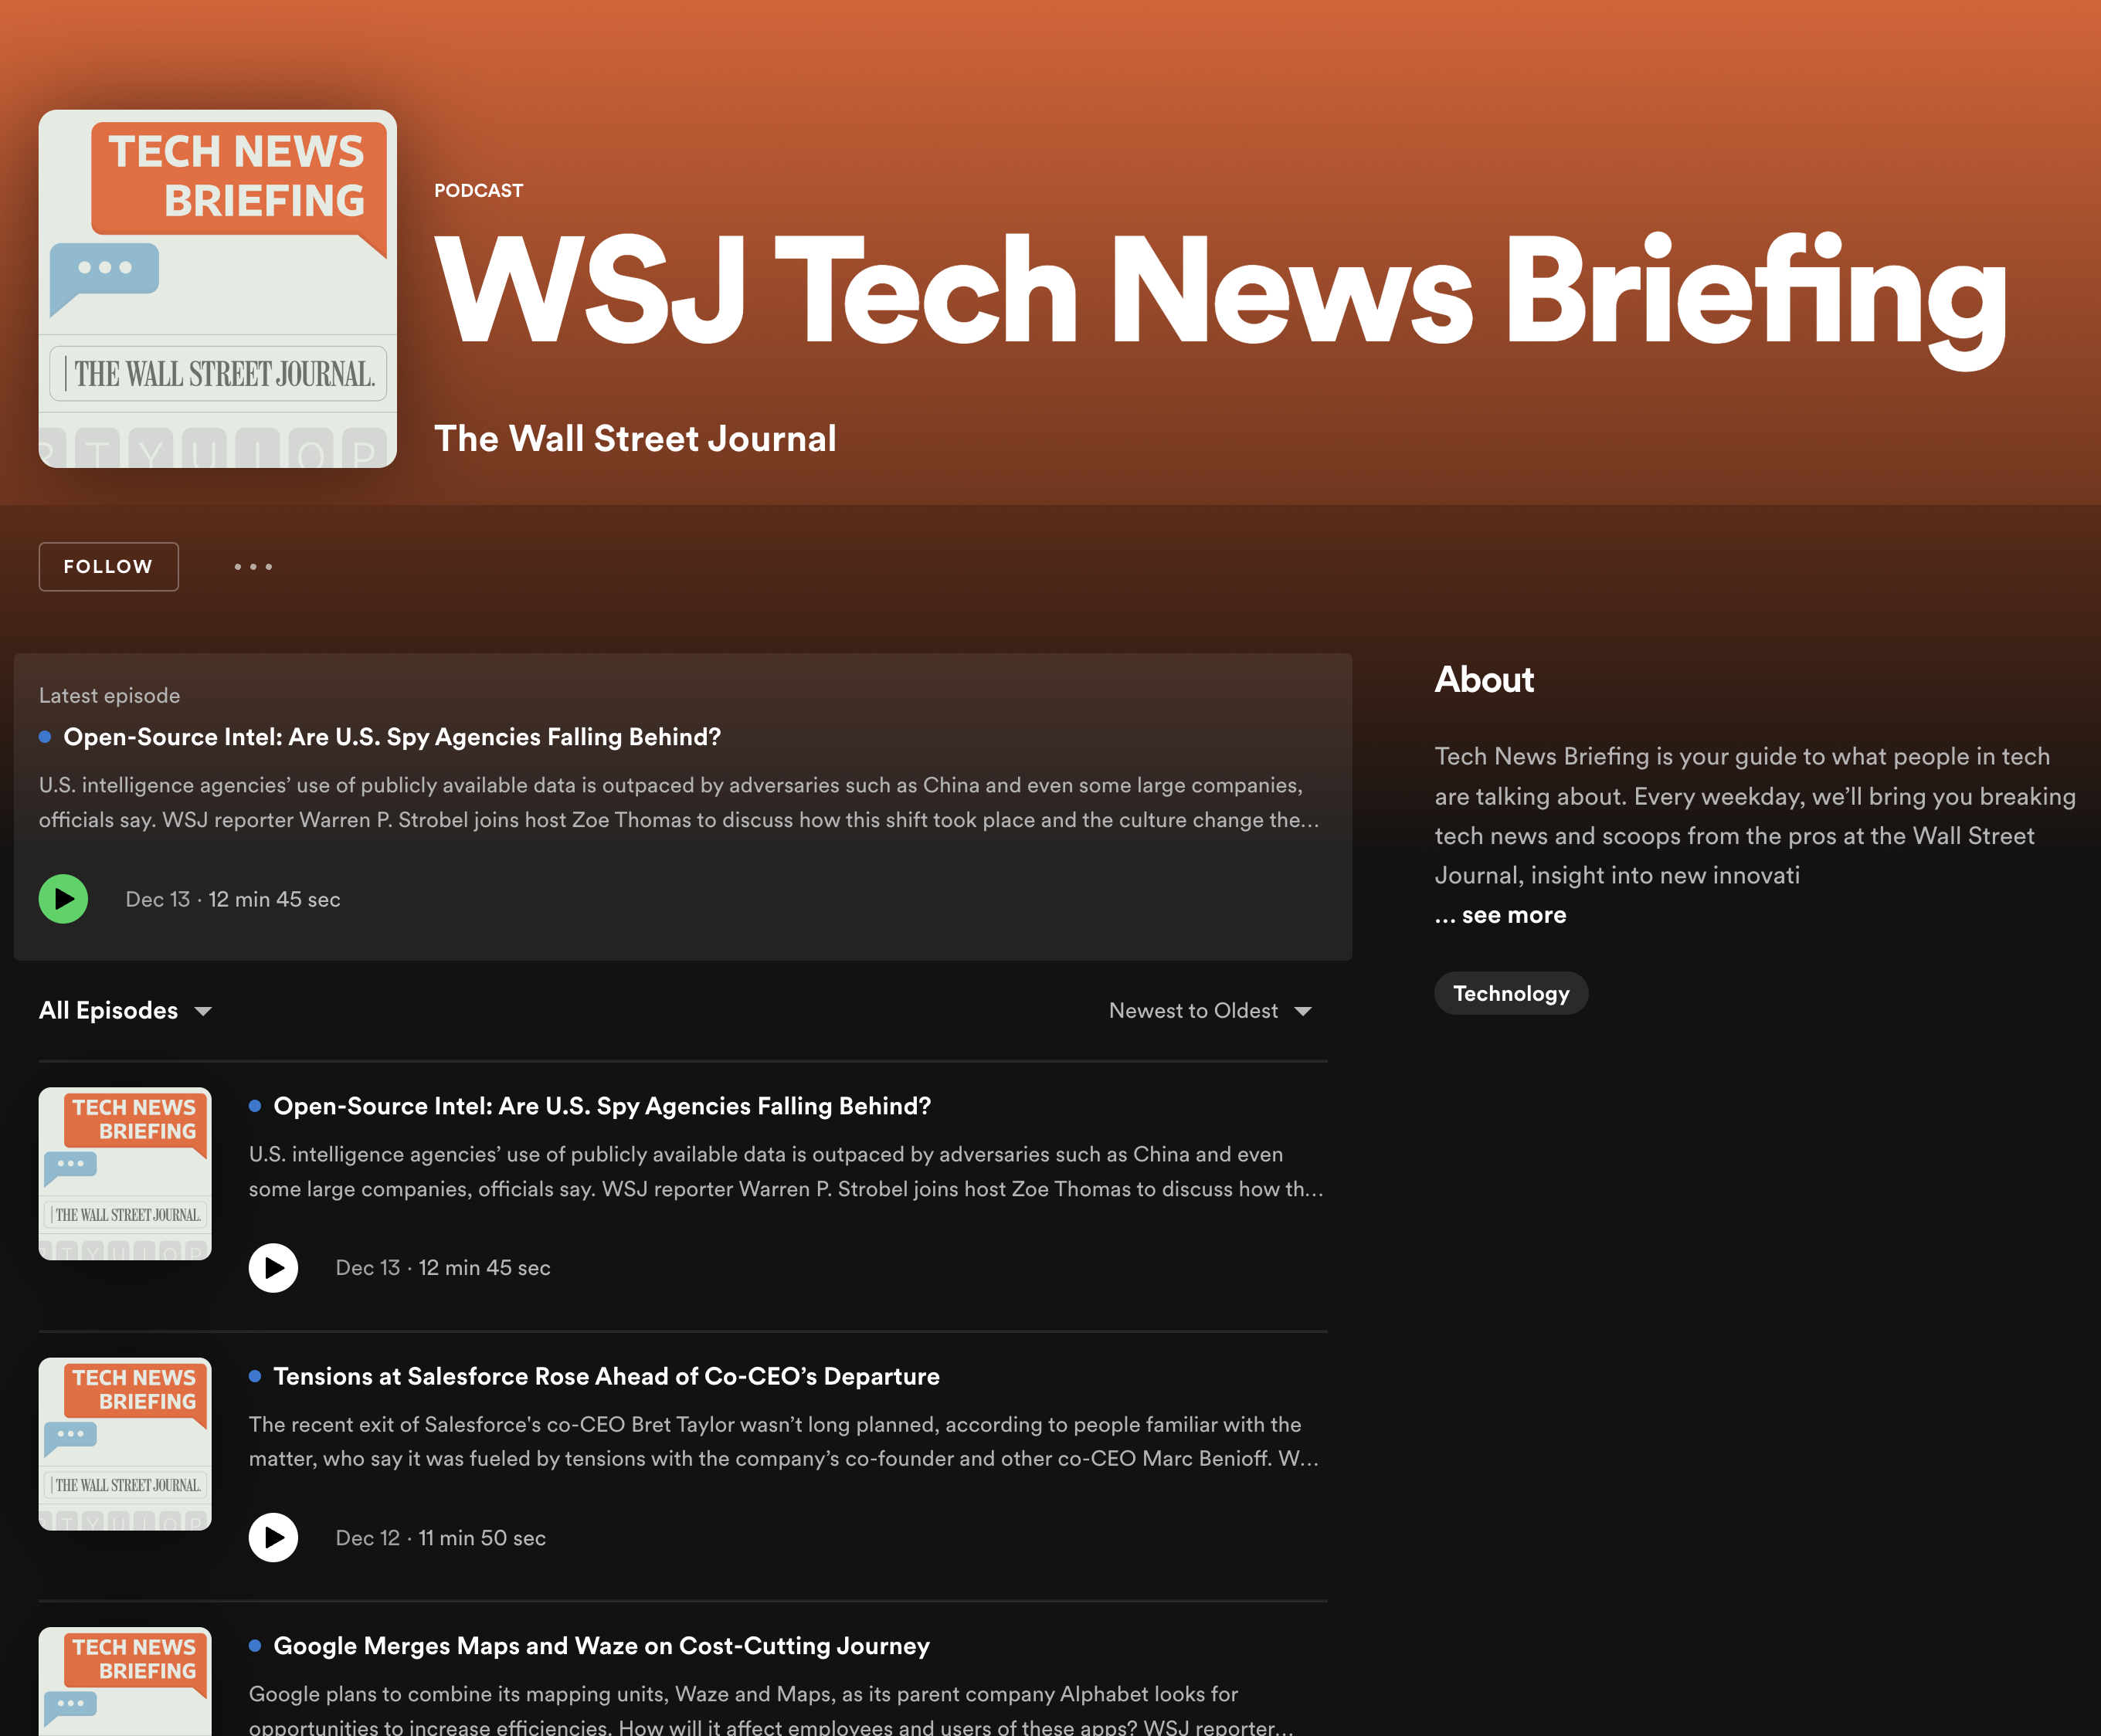 TECH NEWS
BRIEFING
THE WALL STREET JOURNAL.
R T Y U I O P
PODCAST
WSJ Tech News Briefing
The Wall Street Journal
FOLLOW
Latest episode
Open-Source Intel: Are U.S. Spy Agencies Falling Behind?
U.S. intelligence agencies’ use of publicly available data is outpaced by adversaries such as China and even some large companies,
officials say. WSJ reporter Warren P. Strobel joins host Zoe Thomas to discuss how this shift took place and the culture change the...
Dec 13 · 12 min 45 sec
About
Tech News Briefing is your guide to what people in tech
are talking about. Every weekday, we’ll bring you breaking
tech news and scoops from the pros at the Wall Street
Journal, insight into new innovati
... see more
Technology
All Episodes
Newest to Oldest
TECH NEWS
BRIEFING
THE WALL STREET JOURNAL.
T Y U I O P
Open-Source Intel: Are U.S. Spy Agencies Falling Behind?
U.S. intelligence agencies’ use of publicly available data is outpaced by adversaries such as China and even
some large companies, officials say. WSJ reporter Warren P. Strobel joins host Zoe Thomas to discuss how th...
Dec 13 · 12 min 45 sec
TECH NEWS
BRIEFING
THE WALL STREET JOURNAL.
T Y U I O P
Tensions at Salesforce Rose Ahead of Co-CEO’s Departure
The recent exit of Salesforce's co-CEO Bret Taylor wasn’t long planned, according to people familiar with the
matter, who say it was fueled by tensions with the company’s co-founder and other co-CEO Marc Benioff. W...
Dec 12 · 11 min 50 sec
TECH NEWS
BRIEFING
Google Merges Maps and Waze on Cost-Cutting Journey
Google plans to combine its mapping units, Waze and Maps, as its parent company Alphabet looks for
opportunities to increase efficiencies. How will it affect employees and users of these apps? WSJ reporter...